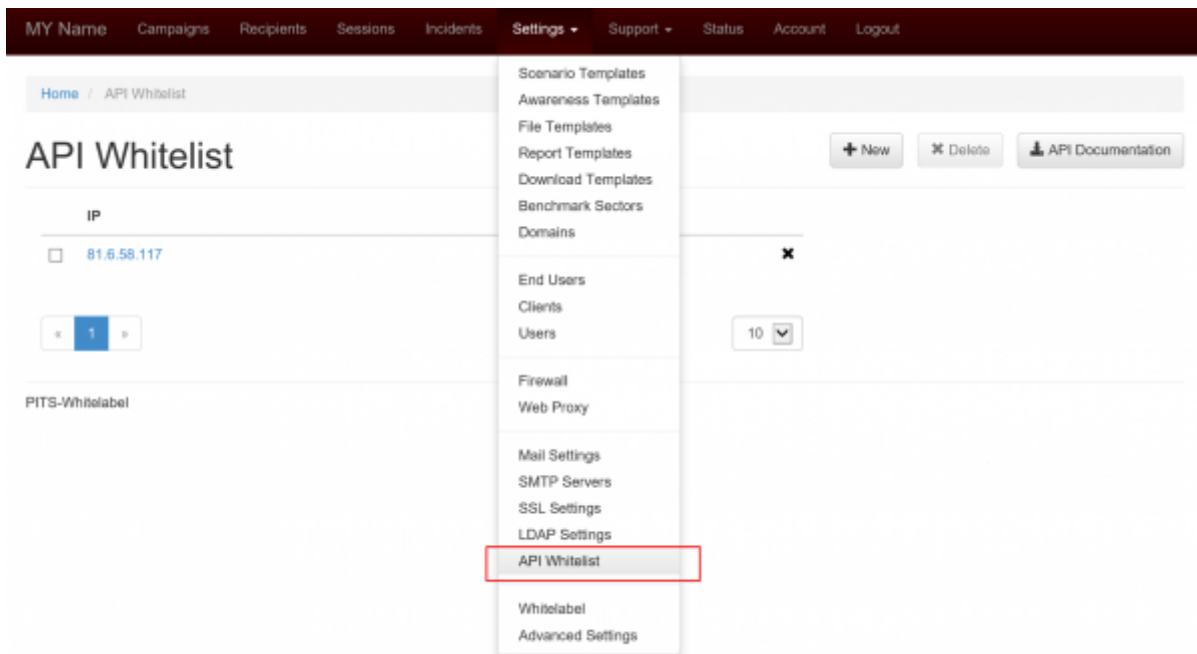 MY Name Campaigns Recipients Sessions Incidents Settings Support Status Account Logout
Home / API Whitelist
API Whitelist
+ New
Delete
API Documentation
IP
81.6.58.117
« 1 »
10
PITS-Whitelabel
Scenario Templates
Awareness Templates
File Templates
Report Templates
Download Templates
Benchmark Sectors
Domains
End Users
Clients
Users
Firewall
Web Proxy
Mail Settings
SMTP Servers
SSL Settings
LDAP Settings
API Whitelist
Whitelabel
Advanced Settings